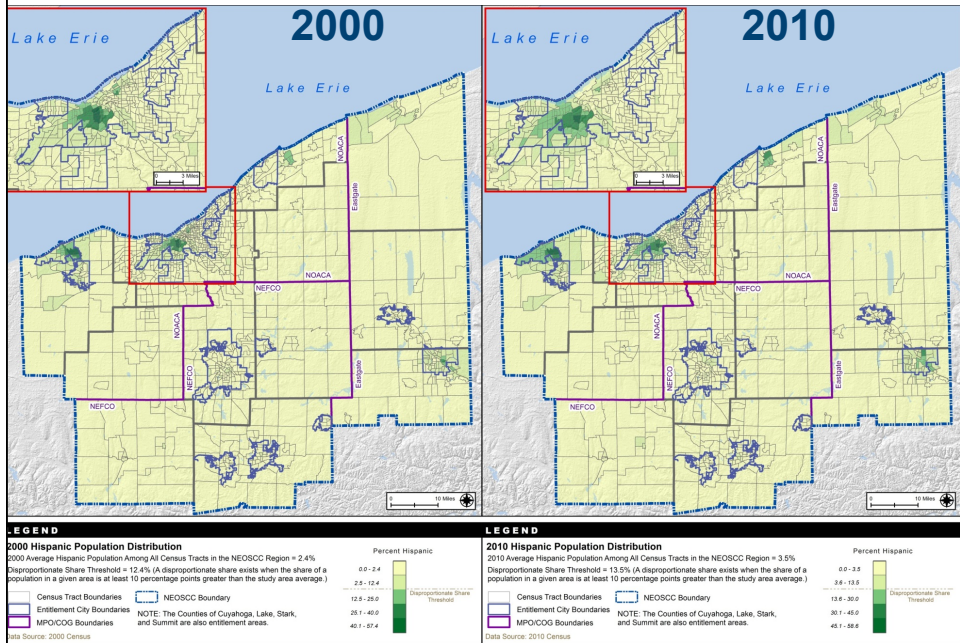 2000
Lake Erie
Lake Erie
0 3 Miles
NOACA
Eastgate
NOACA
NEFCO
NOACA
NEFCO
Eastgate
NEFCO
0 10 Miles
2010
Lake Erie
Lake Erie
0 3 Miles
NOACA
Eastgate
NOACA
NEFCO
NOACA
NEFCO
Eastgate
NEFCO
0 10 Miles
LEGEND
2000 Hispanic Population Distribution
2000 Average Hispanic Population Among All Census Tracts in the NEOSCC Region = 2.4%
Disproportionate Share Threshold = 12.4% (A disproportionate share exists when the share of a
population in a given area is at least 10 percentage points greater than the study area average.)
Census Tract Boundaries
Entitlement City Boundaries
MPO/COG Boundaries
NEOSCC Boundary
NOTE: The Counties of Cuyahoga, Lake, Stark,
and Summit are also entitlement areas.
Data Source: 2000 Census
Percent Hispanic
0.0 - 2.4
2.5 - 12.4
12.5 - 25.0
25.1 - 40.0
40.1 - 57.4
Disproportionate Share
Threshold
LEGEND
2010 Hispanic Population Distribution
2010 Average Hispanic Population Among All Census Tracts in the NEOSCC Region = 3.5%
Disproportionate Share Threshold = 13.5% (A disproportionate share exists when the share of a
population in a given area is at least 10 percentage points greater than the study area average.)
Census Tract Boundaries
Entitlement City Boundaries
MPO/COG Boundaries
NEOSCC Boundary
NOTE: The Counties of Cuyahoga, Lake, Stark,
and Summit are also entitlement areas.
Data Source: 2010 Census
Percent Hispanic
0.0 - 3.5
3.6 - 13.5
13.6 - 30.0
30.1 - 45.0
45.1 - 58.6
Disproportionate Share
Threshold